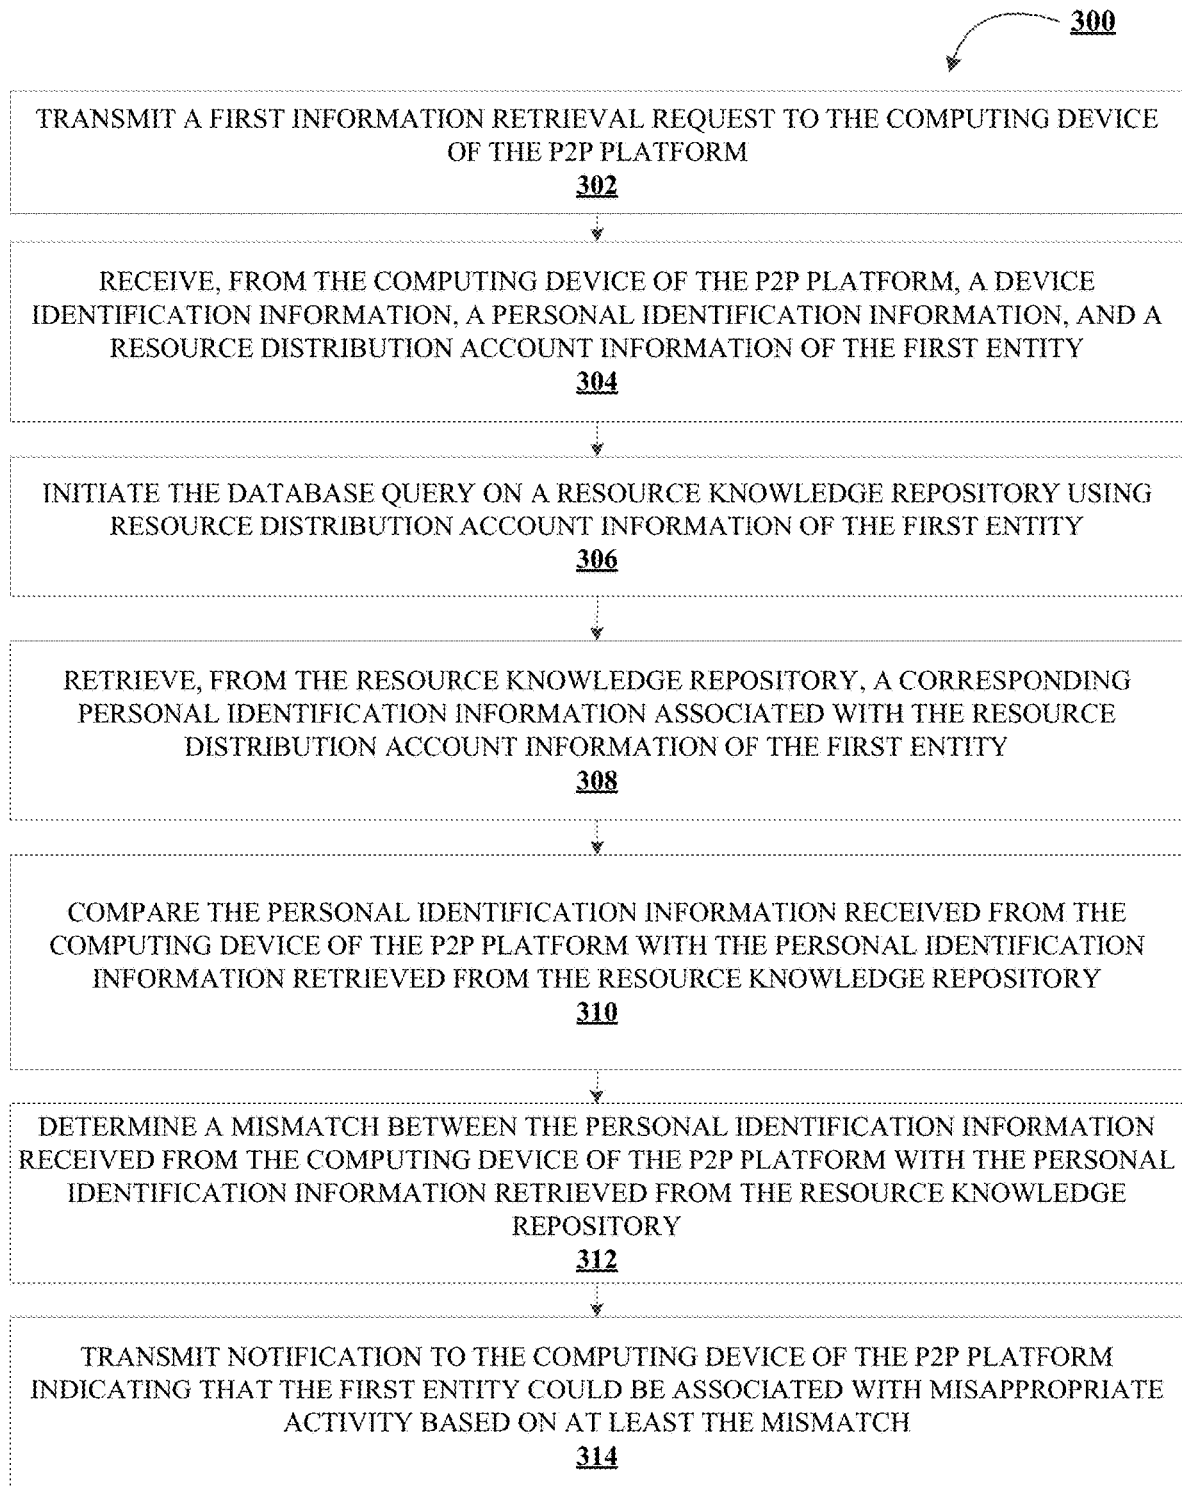 300
TRANSMIT A FIRST INFORMATION RETRIEVAL REQUEST TO THE COMPUTING DEVICE
OF THE P2P PLATFORM
302
RECEIVE, FROM THE COMPUTING DEVICE OF THE P2P PLATFORM, A DEVICE
IDENTIFICATION INFORMATION, A PERSONAL IDENTIFICATION INFORMATION, AND A
RESOURCE DISTRIBUTION ACCOUNT INFORMATION OF THE FIRST ENTITY
304
INITIATE THE DATABASE QUERY ON A RESOURCE KNOWLEDGE REPOSITORY USING
RESOURCE DISTRIBUTION ACCOUNT INFORMATION OF THE FIRST ENTITY
306
RETRIEVE, FROM THE RESOURCE KNOWLEDGE REPOSITORY, A CORRESPONDING
PERSONAL IDENTIFICATION INFORMATION ASSOCIATED WITH THE RESOURCE
DISTRIBUTION ACCOUNT INFORMATION OF THE FIRST ENTITY
308
COMPARE THE PERSONAL IDENTIFICATION INFORMATION RECEIVED FROM THE
COMPUTING DEVICE OF THE P2P PLATFORM WITH THE PERSONAL IDENTIFICATION
INFORMATION RETRIEVED FROM THE RESOURCE KNOWLEDGE REPOSITORY
310
DETERMINE A MISMATCH BETWEEN THE PERSONAL IDENTIFICATION INFORMATION
RECEIVED FROM THE COMPUTING DEVICE OF THE P2P PLATFORM WITH THE PERSONAL
IDENTIFICATION INFORMATION RETRIEVED FROM THE RESOURCE KNOWLEDGE
REPOSITORY
312
TRANSMIT NOTIFICATION TO THE COMPUTING DEVICE OF THE P2P PLATFORM
INDICATING THAT THE FIRST ENTITY COULD BE ASSOCIATED WITH MISAPPROPRIATE
ACTIVITY BASED ON AT LEAST THE MISMATCH
314